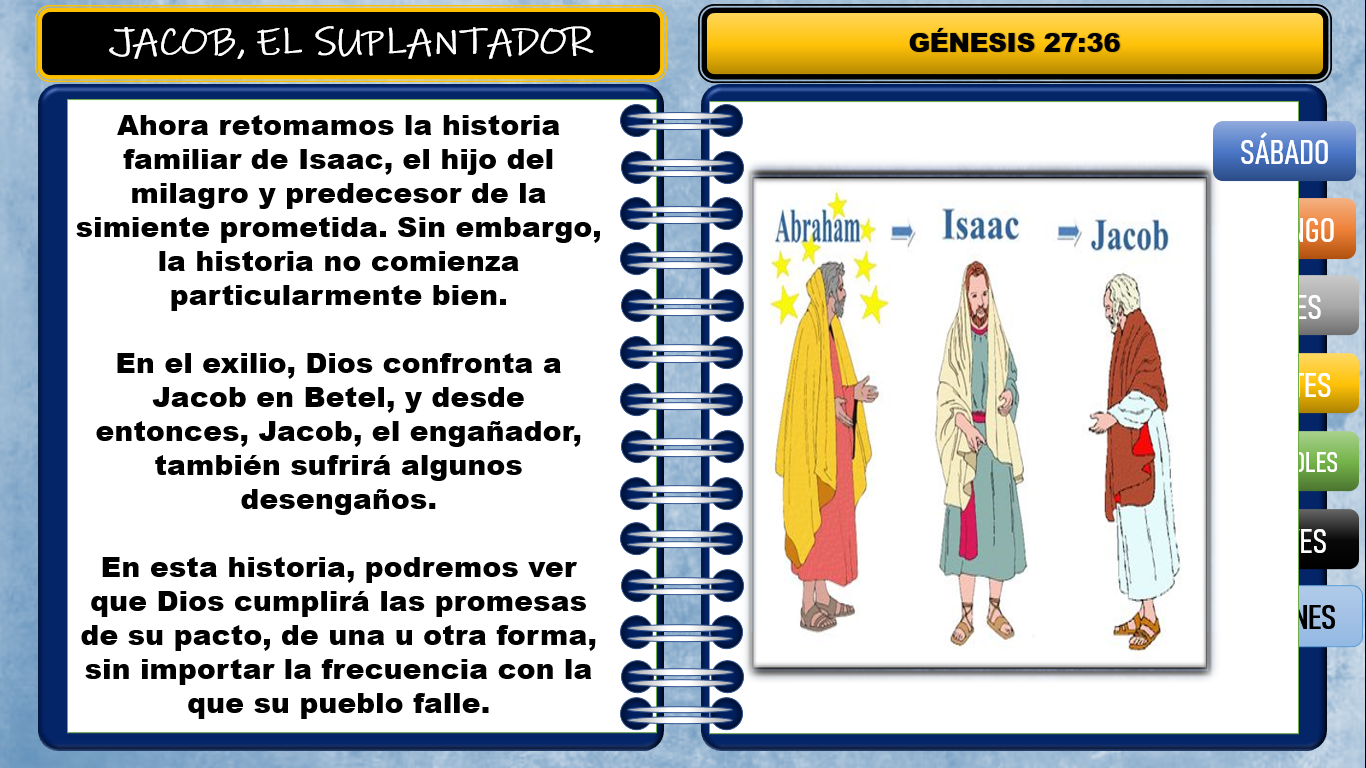 JACOB, EL SUPLANTADOR
GÉNESIS 27:36
Ahora retomamos la historia
familiar de Isaac, el hijo del
milagro y predecesor de la
simiente prometida. Sin embargo,
la historia no comienza
particularmente bien.
En el exilio, Dios confronta a
Jacob en Betel, y desde
entonces, Jacob, el engañador,
también sufrirá algunos
desengaños.
En esta historia, podremos ver
que Dios cumplirá las promesas
de su pacto, de una u otra forma,
sin importar la frecuencia con la
que su pueblo falle.
Abraham Isaac Jacob
SÁBADO
NGO
ES
TES
OLES
ES
NES